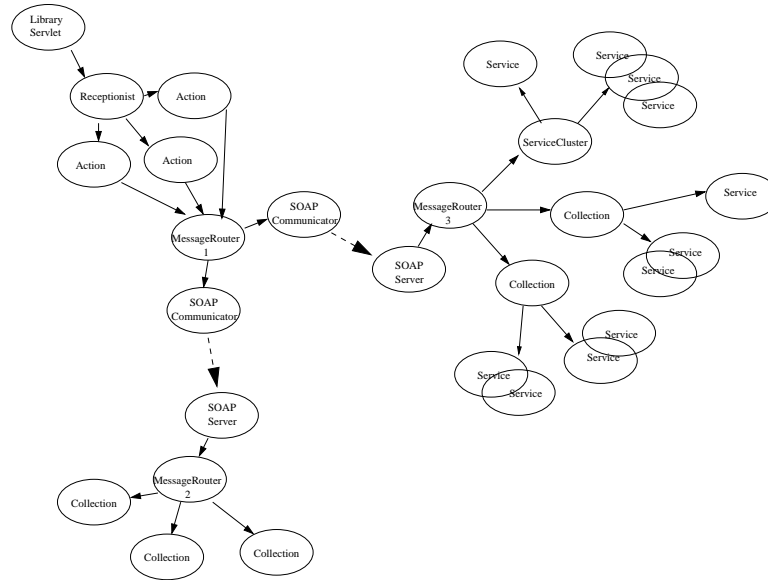 Library
Servlet
Receptionist
Action
Action
Action
MessageRouter
1
SOAP
Communicator
SOAP
Communicator
SOAP
Server
MessageRouter
2
Collection
Collection
Collection
SOAP
Server
MessageRouter
3
ServiceCluster
Service
Service
Service
Service
Collection
Service
Service
Service
Collection
Service
Service
Service
Service